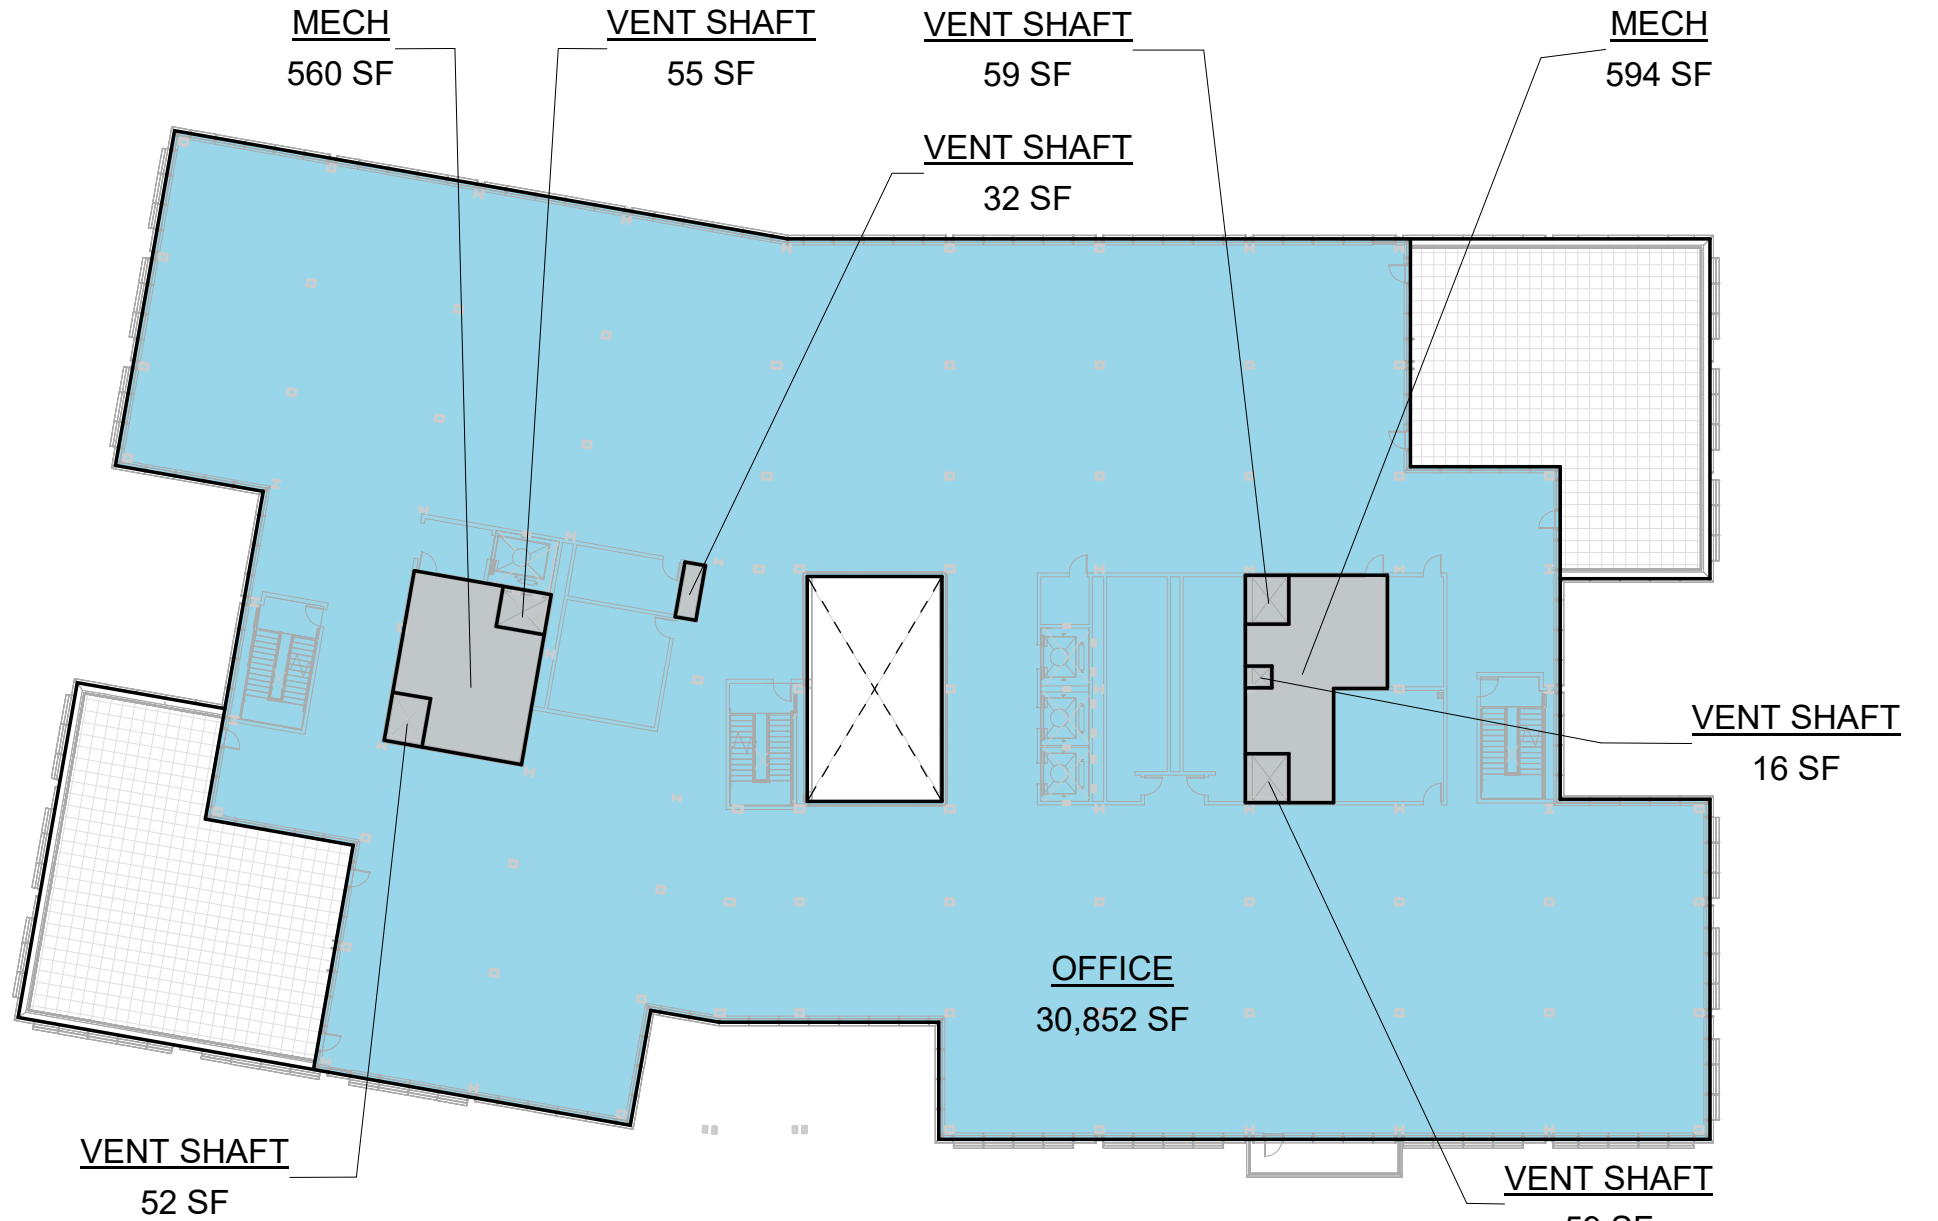 MECH
560 SF
VENT SHAFT
55 SF
VENT SHAFT
59 SF
MECH
594 SF
VENT SHAFT
32 SF
VENT SHAFT
16 SF
OFFICE
30,852 SF
VENT SHAFT
52 SF
VENT SHAFT